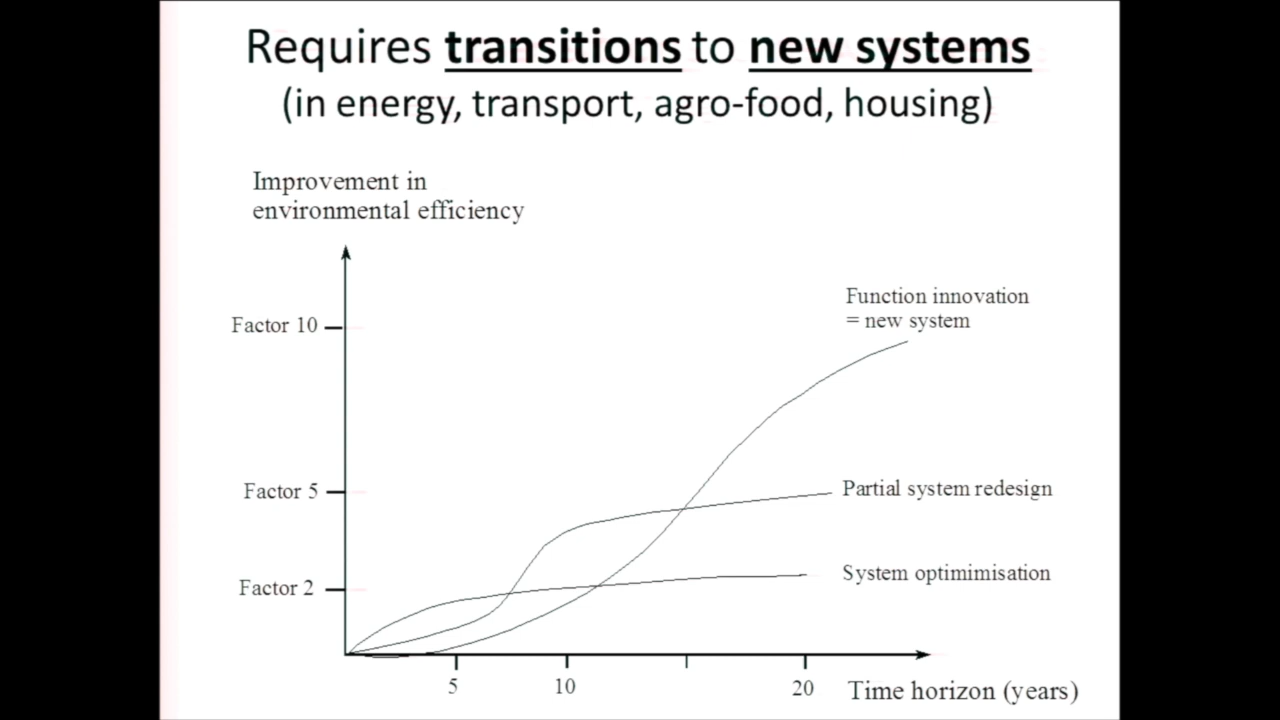 Requires transitions to new systems
(in energy, transport, agro-food, housing)
Improvement in
environmental efficiency
Function innovation
= new system
Factor 10
Factor 5
Partial system redesign
Factor 2
System optimimisation
5
10
20
Time horizon (years)